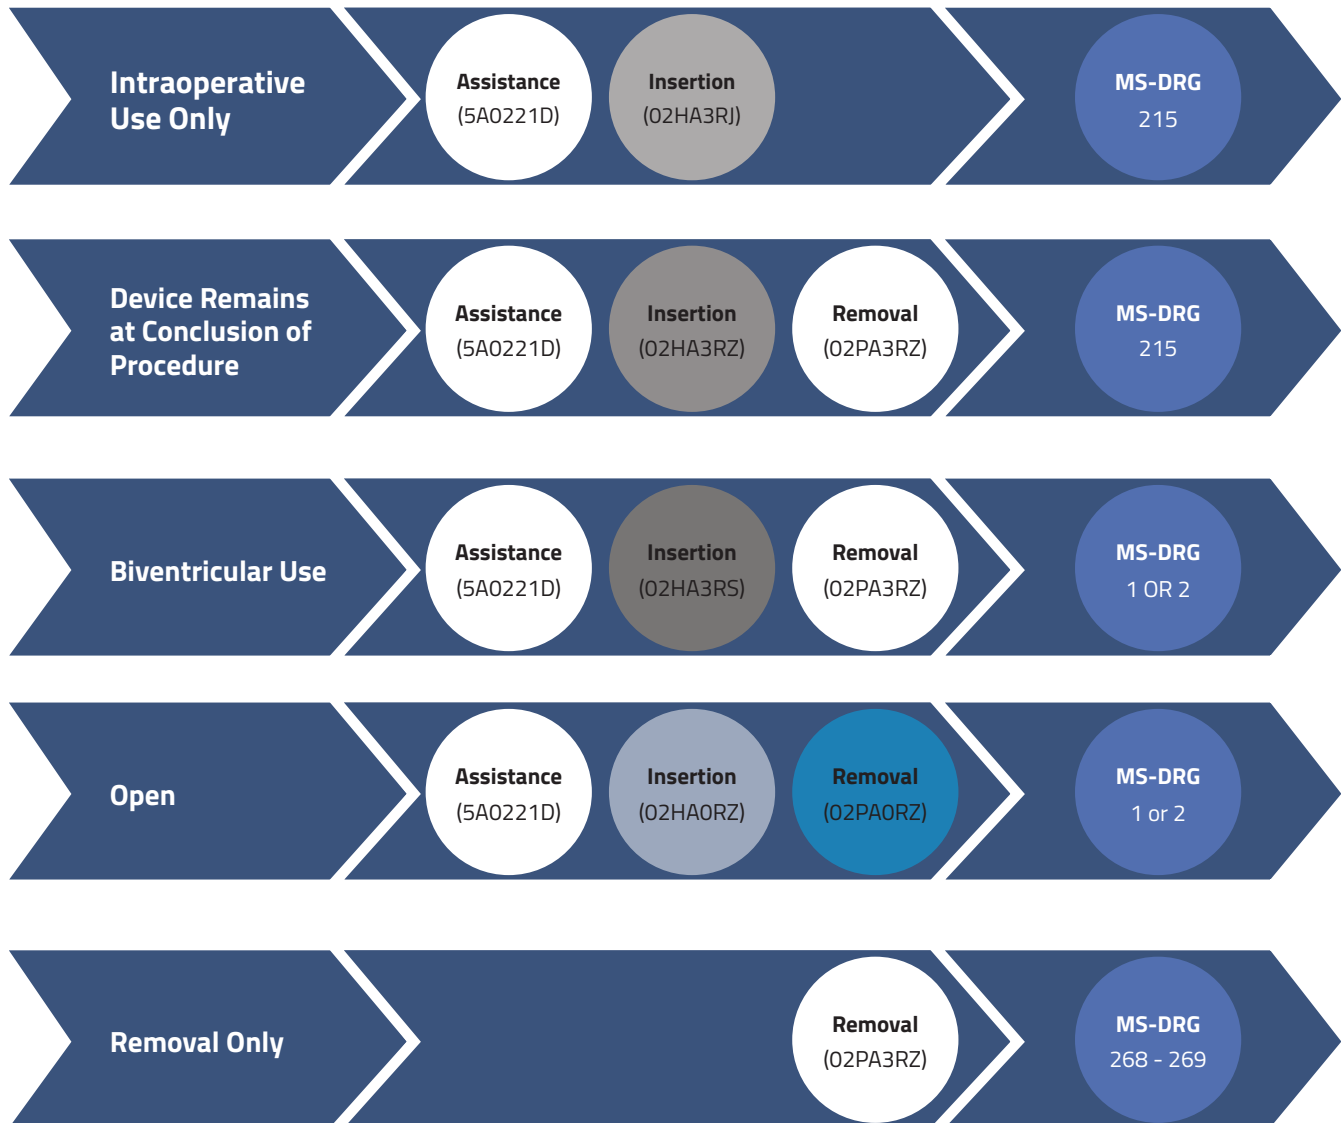 Intraoperative
Use Only
Assistance
(5A0221D)
Insertion
(02HA3RJ)
MS-DRG
215
Device Remains
at Conclusion of
Procedure
Assistance
(5A0221D)
Insertion
(02HA3RZ)
Removal
(02PA3RZ)
MS-DRG
215
Biventricular Use
Assistance
(5A0221D)
Insertion
(02HA3RS)
Removal
(02PA3RZ)
MS-DRG
1 OR 2
Open
Assistance
(5A0221D)
Insertion
(02HA0RZ)
Removal
(02PA0RZ)
MS-DRG
1 or 2
Removal Only
Removal
(02PA3RZ)
MS-DRG
268 - 269